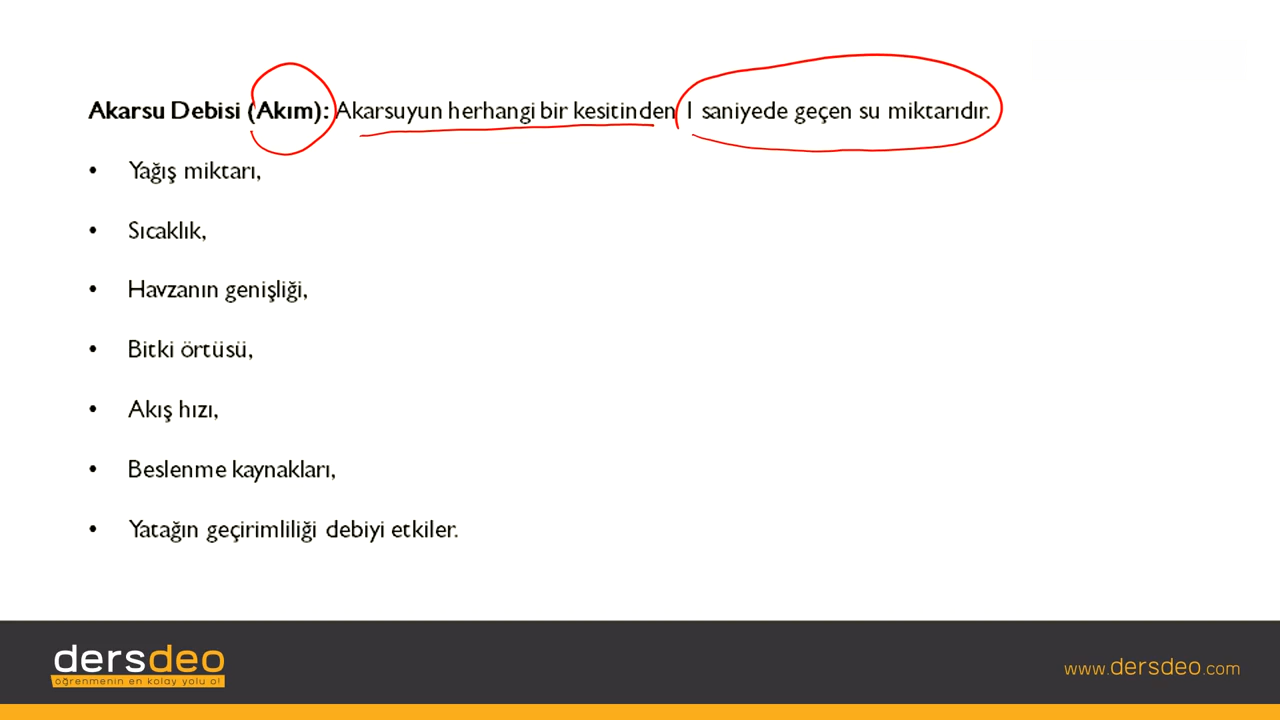 Akarsu Debisi (Akım): Akarsuyun herhangi bir kesitinden 1 saniyede geçen su miktarıdır.
• Yağış miktarı,
• Sıcaklık,
• Havzanın genişliği,
• Bitki örtüsü,
• Akış hızı,
• Beslenme kaynakları,
• Yatağın geçirimliliği debiyi etkiler.
dersdeo
öğrenmenin en kolay yolu o!
www.dersdeo.com